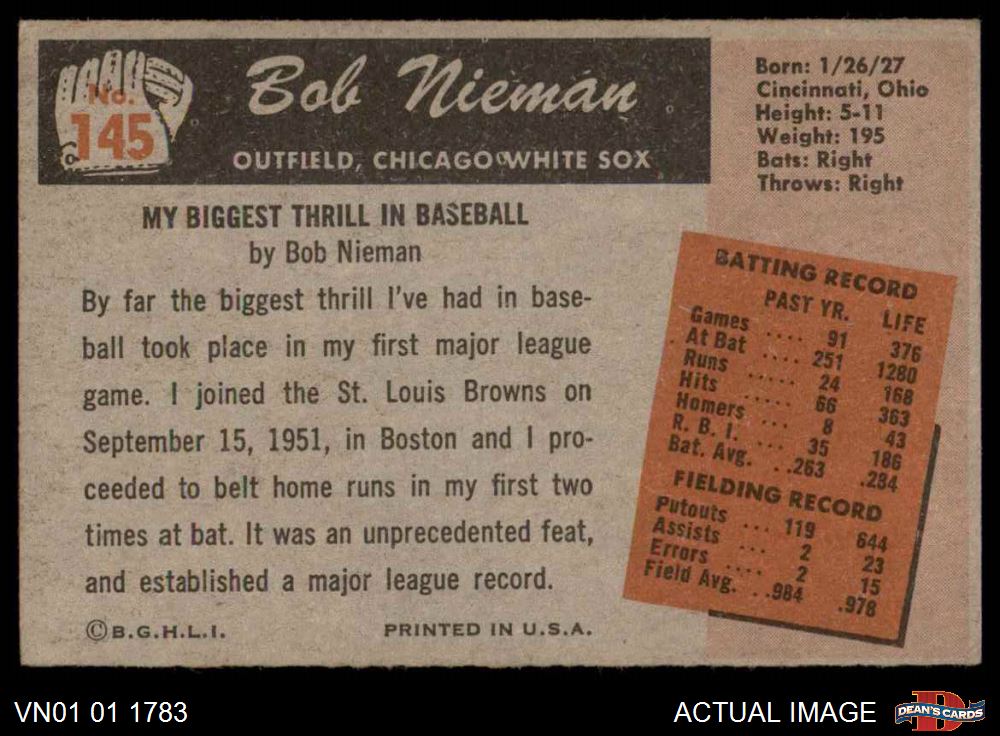 No.
145
Bob Nieman
OUTFIELD, CHICAGO WHITE SOX
Born: 1/26/27
Cincinnati, Ohio
Height: 5-11
Weight: 195
Bats: Right
Throws: Right
MY BIGGEST THRILL IN BASEBALL
by Bob Nieman
By far the biggest thrill I've had in base-
ball took place in my first major league
game. I joined the St. Louis Browns on
September 15, 1951, in Boston and I pro-
ceeded to belt home runs in my first two
times at bat. It was an unprecedented feat,
and established a major league record.
BATTING RECORD
PAST YR. LIFE
Games .... 91 376
At Bat .... 251 1280
Runs ..... 24 168
Hits ..... 66 363
Homers ... 8 43
R. B. I. ... 35 186
Bat. Avg. ..263 .284
FIELDING RECORD
Putouts ... 119 644
Assists ... 2 23
Errors .... 2 15
Field Avg. ..984 .978
©B.G.H.L.I. PRINTED IN U.S.A.
VN01 01 1783
ACTUAL IMAGE
D
DEAN'S CARDS